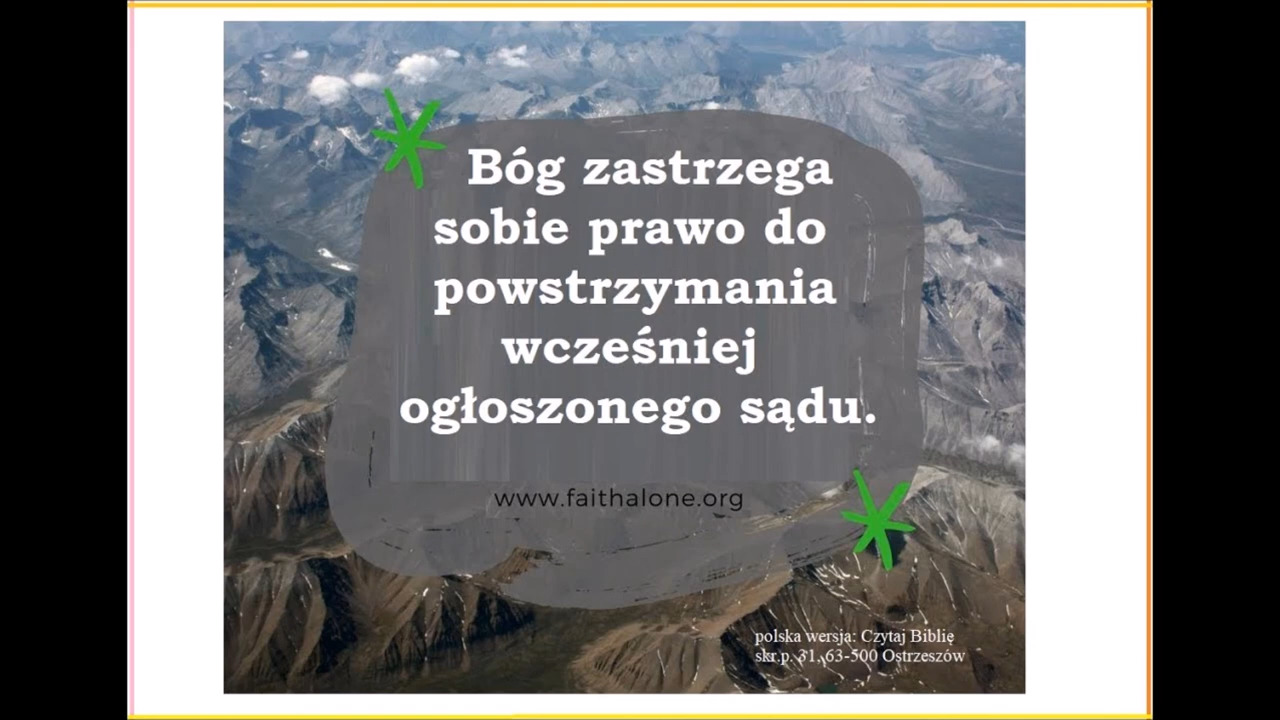 Bóg zastrzega
sobie prawo do
powstrzymania
wcześniej
ogłoszonego sądu.
www.faithalone.org
polska wersja: Czytaj Biblię
skr.p. 31, 63-500 Ostrzeszów